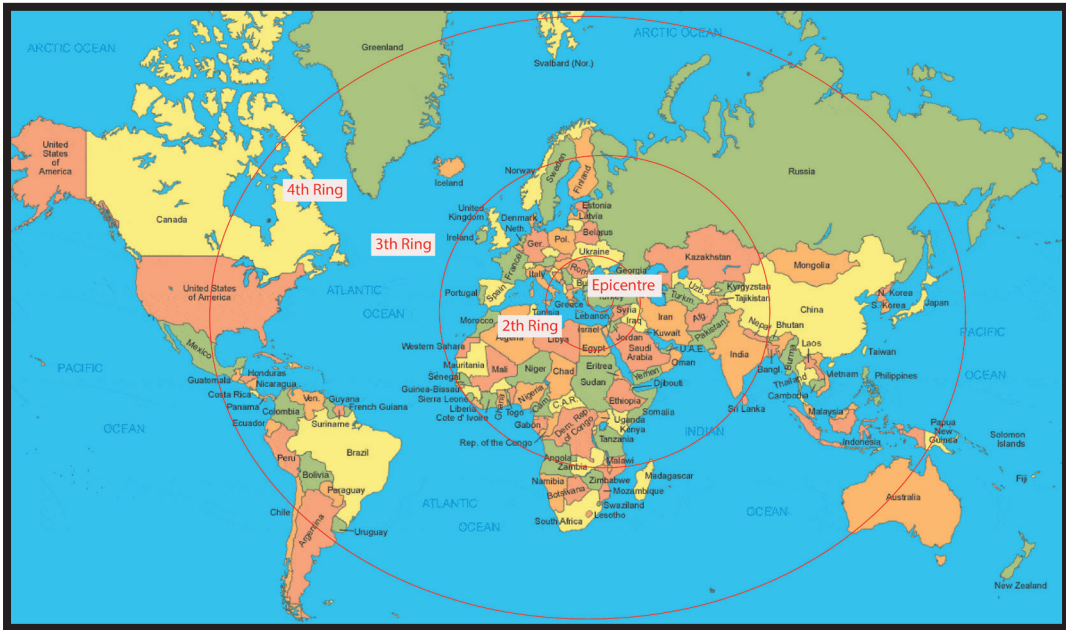 ARCTIC OCEAN
Greenland
ARCTIC OCEAN
Svalbard (Nor.)
United
States
of
America
Canada
4th Ring
Iceland
Norway
Sweden
Finland
Russia
United
Kingdom
Denmark
Estonia
Latvia
Neth.
Belarus
Ireland
Ger.
Pol.
3th Ring
Ukraine
Kazakhstan
Mongolia
France
Italy
Rom.
Georgia
United States
of America
ATLANTIC
OCEAN
Portugal
Spain
Bu
Epicentre
Greece
Turkey
Uzb.
Turkm.
Kyrgyzstan
Tajikistan
China
N. Korea
S. Korea
Japan
Tunisia
Lebanon
Syria
Iraq
Iran
Afg.
2th Ring
Morocco
Algeria
Libya
Israel
Egypt
Jordan
Kuwait
Pakistan
Nepal
Bhutan
PACIFIC
OCEAN
Mexico
Western Sahara
Saudi
Arabia
U.A.E.
Oman
India
Bangl.
Burma
Laos
Taiwan
PACIFIC
OCEAN
Honduras
Guatemala
Nicaragua
Costa Rica
Panama
Mauritania
Mali
Niger
Chad
Sudan
Eritrea
Yemen
Djibouti
Vietnam
Thailand
Cambodia
Philippines
Senegal
Guinea-Bissau
Sierra Leone
Liberia
Cote d' Ivoire
Ghana
Togo
Nigeria
Cam.
C.A.R.
Ethiopia
Somalia
Sri Lanka
Malaysia
Ven.
Guyana
French Guiana
Suriname
Colombia
Ecuador
Gabon
Rep. of the Congo
Dem. Rep
of Congo
Uganda
Kenya
Tanzania
INDIAN
OCEAN
Indonesia
Papua
New
Guinea
Solomon
Islands
Peru
Brazil
Bolivia
Paraguay
Chile
Argentina
Uruguay
ATLANTIC
OCEAN
Angola
Zambia
Malawi
Namibia
Botswana
Zimbabwe
Mozambique
Madagascar
Swaziland
Lesotho
South Africa
Australia
Fiji
New Zealand